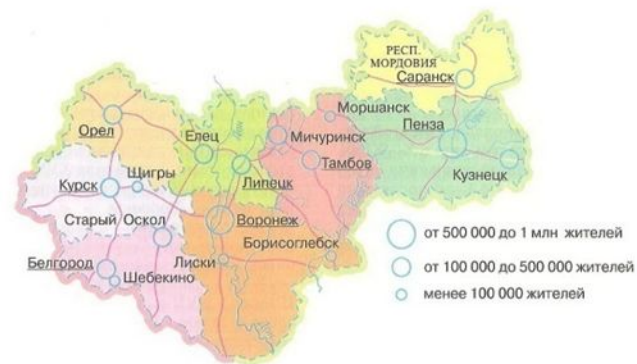 РЕСП.
МОРДОВИЯ
Саранск
Моршанск
Пенза
Орел
Елец
Мичуринск
Тамбов
Кузнецк
Щигры
Курск
Липецк
Старый Оскол
Воронеж
Борисоглебск
Белгород
Лиски
Шебекино
от 500 000 до 1 млн жителей
от 100 000 до 500 000 жителей
менее 100 000 жителей